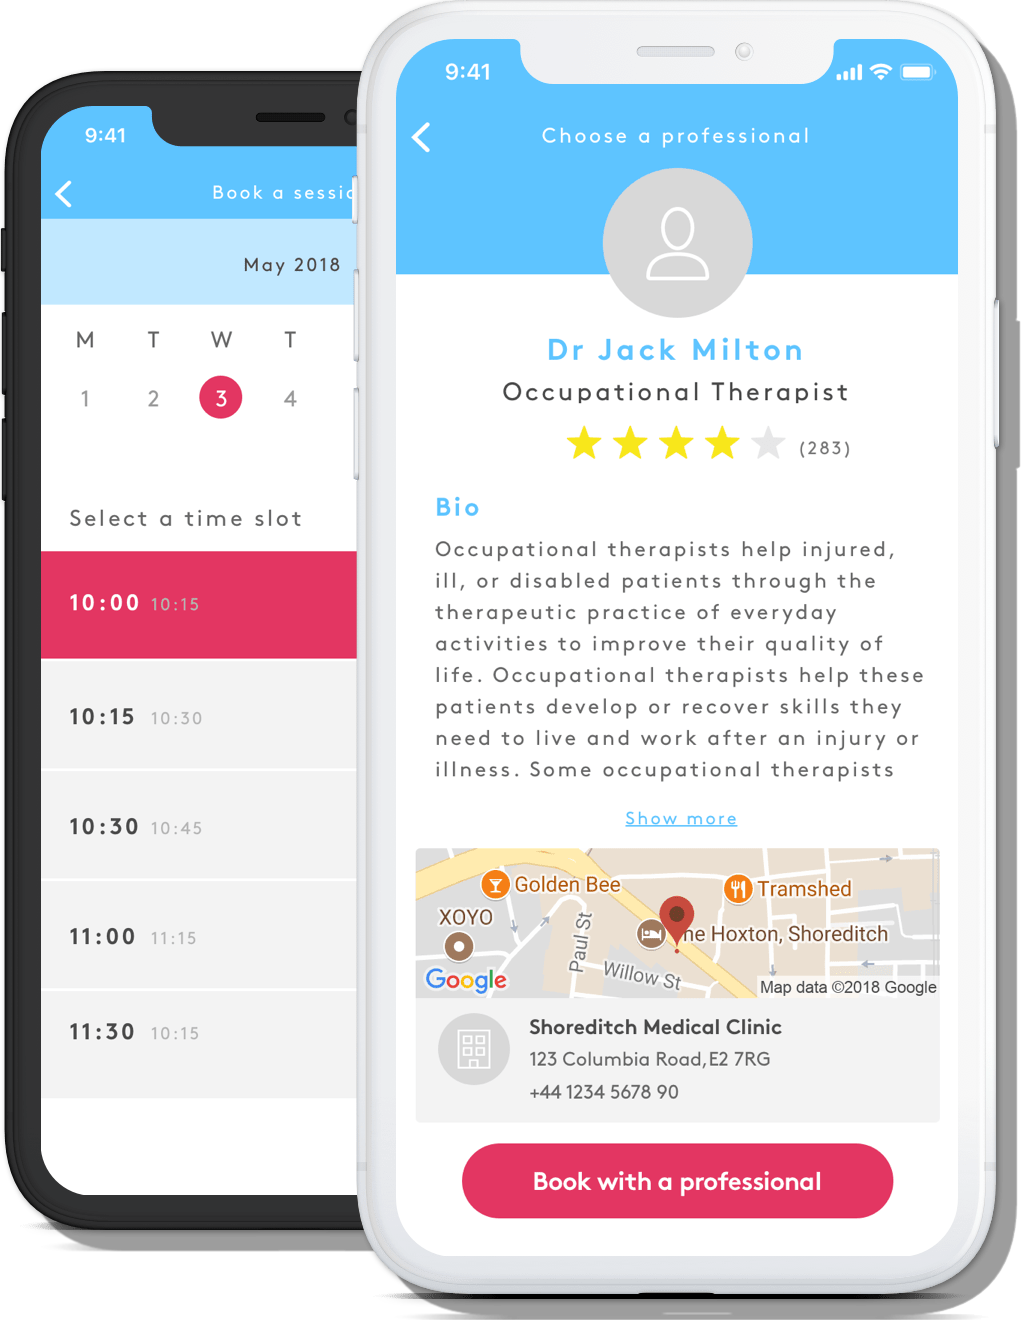 9:41
Book a sessio
May 2018
M T W T
1 2 3 4
Select a time slot
10:00 10:15
10:15 10:30
10:30 10:45
11:00 11:15
11:30 10:15
9:41
Choose a professional
Dr Jack Milton
Occupational Therapist
(283)
Bio
Occupational therapists help injured,
ill, or disabled patients through the
therapeutic practice of everyday
activities to improve their quality of
life. Occupational therapists help these
patients develop or recover skills they
need to live and work after an injury or
illness. Some occupational therapists
Show more
Golden Bee
Tramshed
XOYO
Paul St
he Hoxton, Shoreditch
Willow St
Google
Map data ©2018 Google
Shoreditch Medical Clinic
123 Columbia Road,E2 7RG
+44 1234 5678 90
Book with a professional